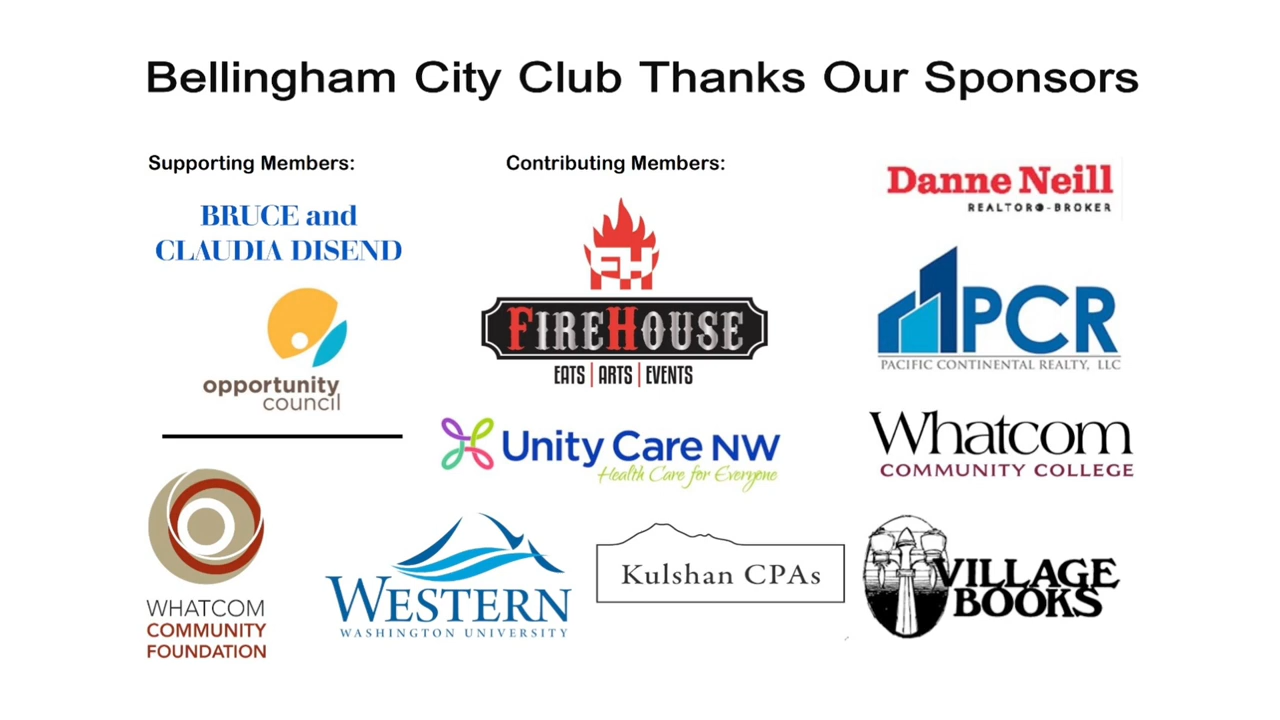 Bellingham City Club Thanks Our Sponsors
Supporting Members:
BRUCE and
CLAUDIA DISEND
opportunity
council
WHATCOM
COMMUNITY
FOUNDATION
Contributing Members:
FH
FIREHOUSE
EATS | ARTS | EVENTS
Unity Care NW
Health Care for Everyone
WESTERN
WASHINGTON UNIVERSITY
Kulshan CPAs
Danne Neill
REALTOR®-BROKER
PCR
PACIFIC CONTINENTAL REALTY, LLC
Whatcom
COMMUNITY COLLEGE
VILLAGE
BOOKS